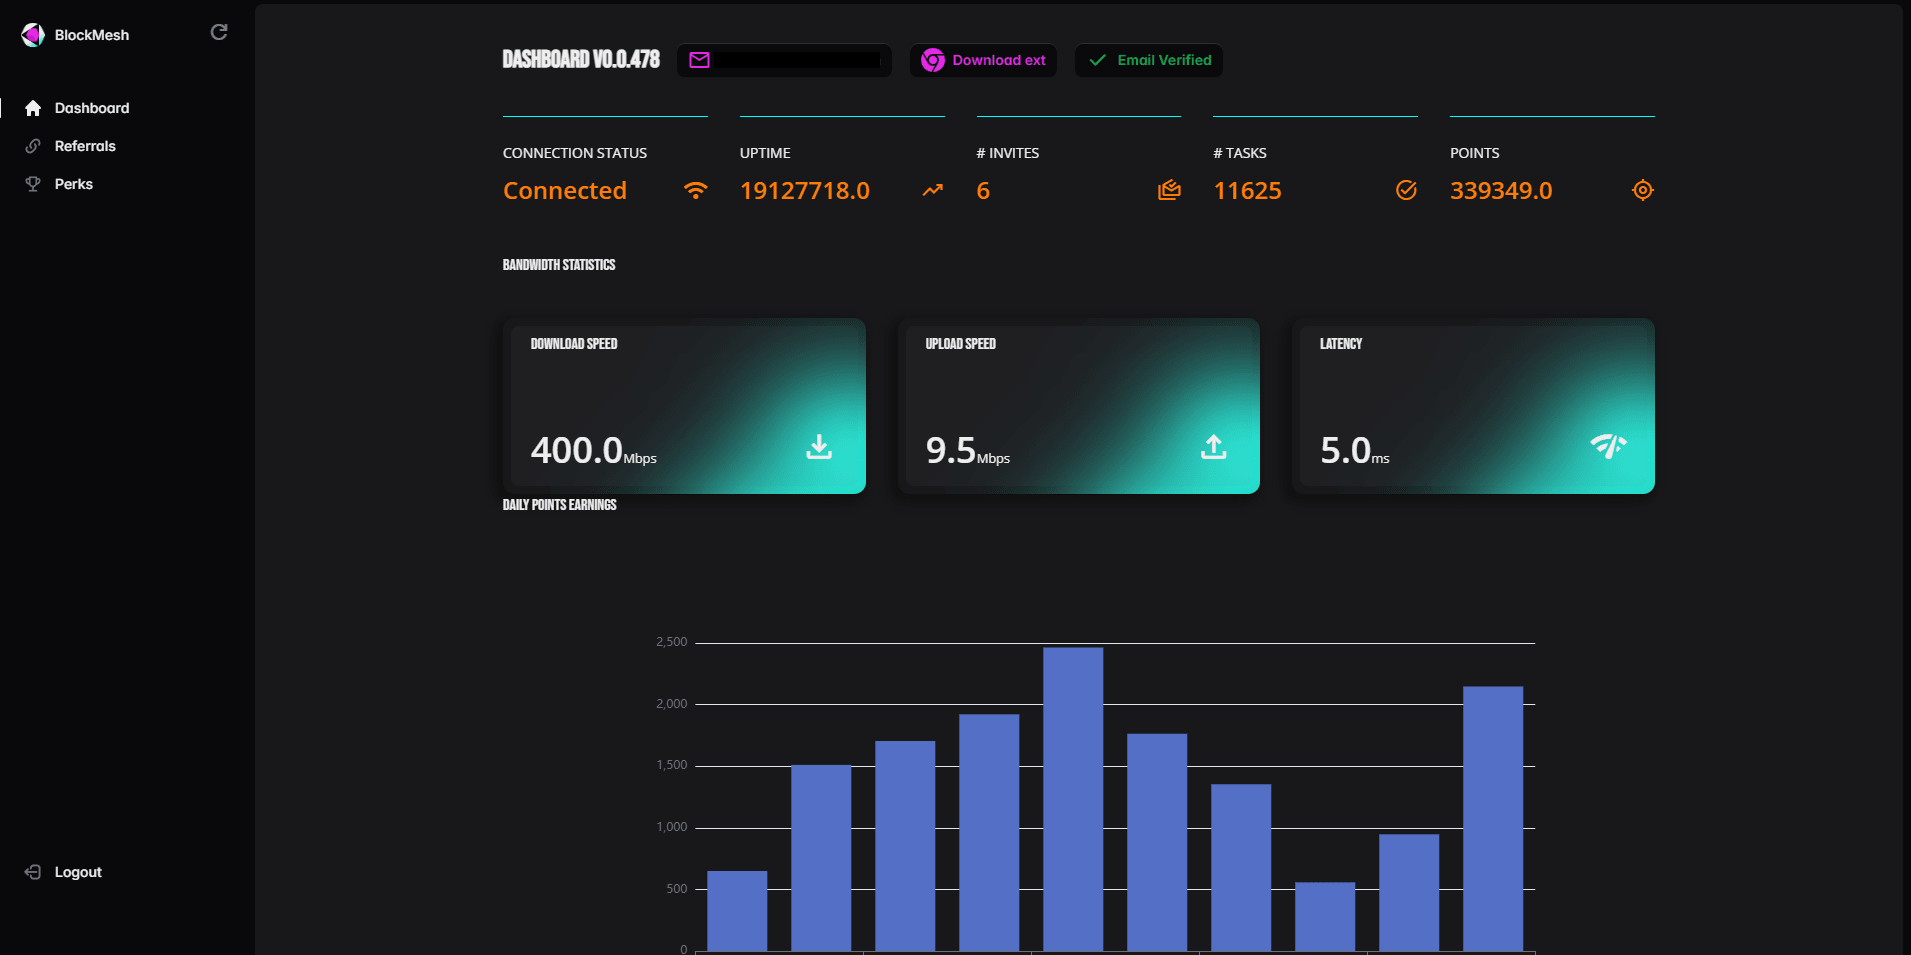 BlockMesh
Dashboard
Referrals
Perks
Logout
DASHBOARD V0.0.478
Download ext
Email Verified
CONNECTION STATUS
Connected
UPTIME
19127718.0
# INVITES
6
# TASKS
11625
POINTS
339349.0
BANDWIDTH STATISTICS
DOWNLOAD SPEED
400.0Mbps
UPLOAD SPEED
9.5Mbps
LATENCY
5.0ms
DAILY POINTS EARNINGS
2,500
2,000
1,500
1,000
500
0